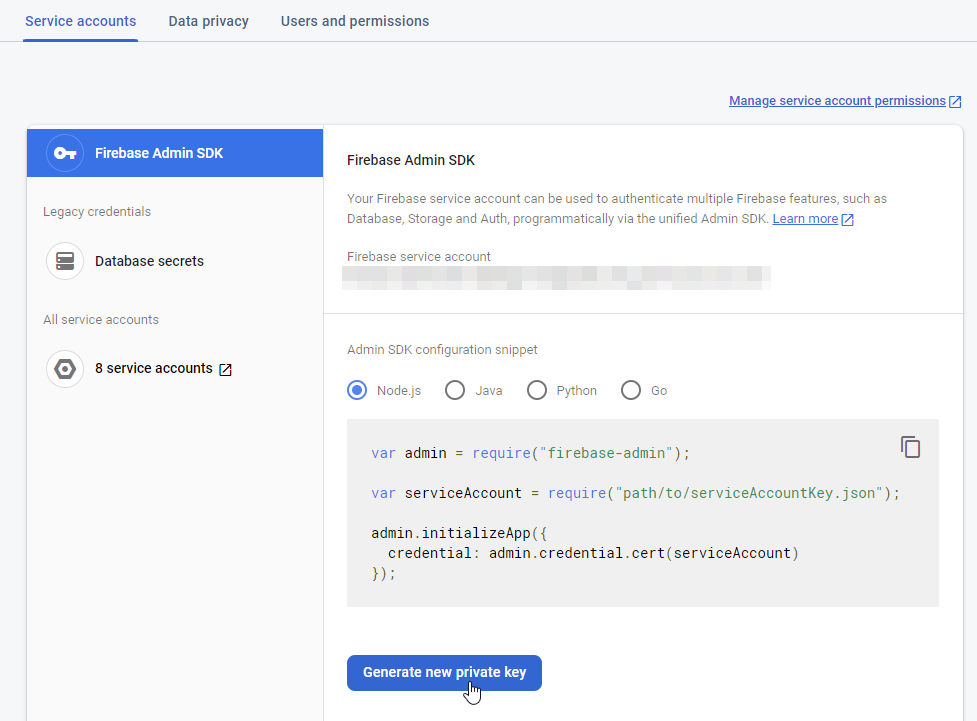 Service accounts Data privacy Users and permissions
Manage service account permissions
Firebase Admin SDK
Legacy credentials
Database secrets
All service accounts
8 service accounts
Firebase Admin SDK
Your Firebase service account can be used to authenticate multiple Firebase features, such as
Database, Storage and Auth, programmatically via the unified Admin SDK. Learn more
Firebase service account
Admin SDK configuration snippet
Node.js Java Python Go
var admin = require("firebase-admin");
var serviceAccount = require("path/to/serviceAccountKey.json");
admin.initializeApp({
  credential: admin.credential.cert(serviceAccount)
});
Generate new private key